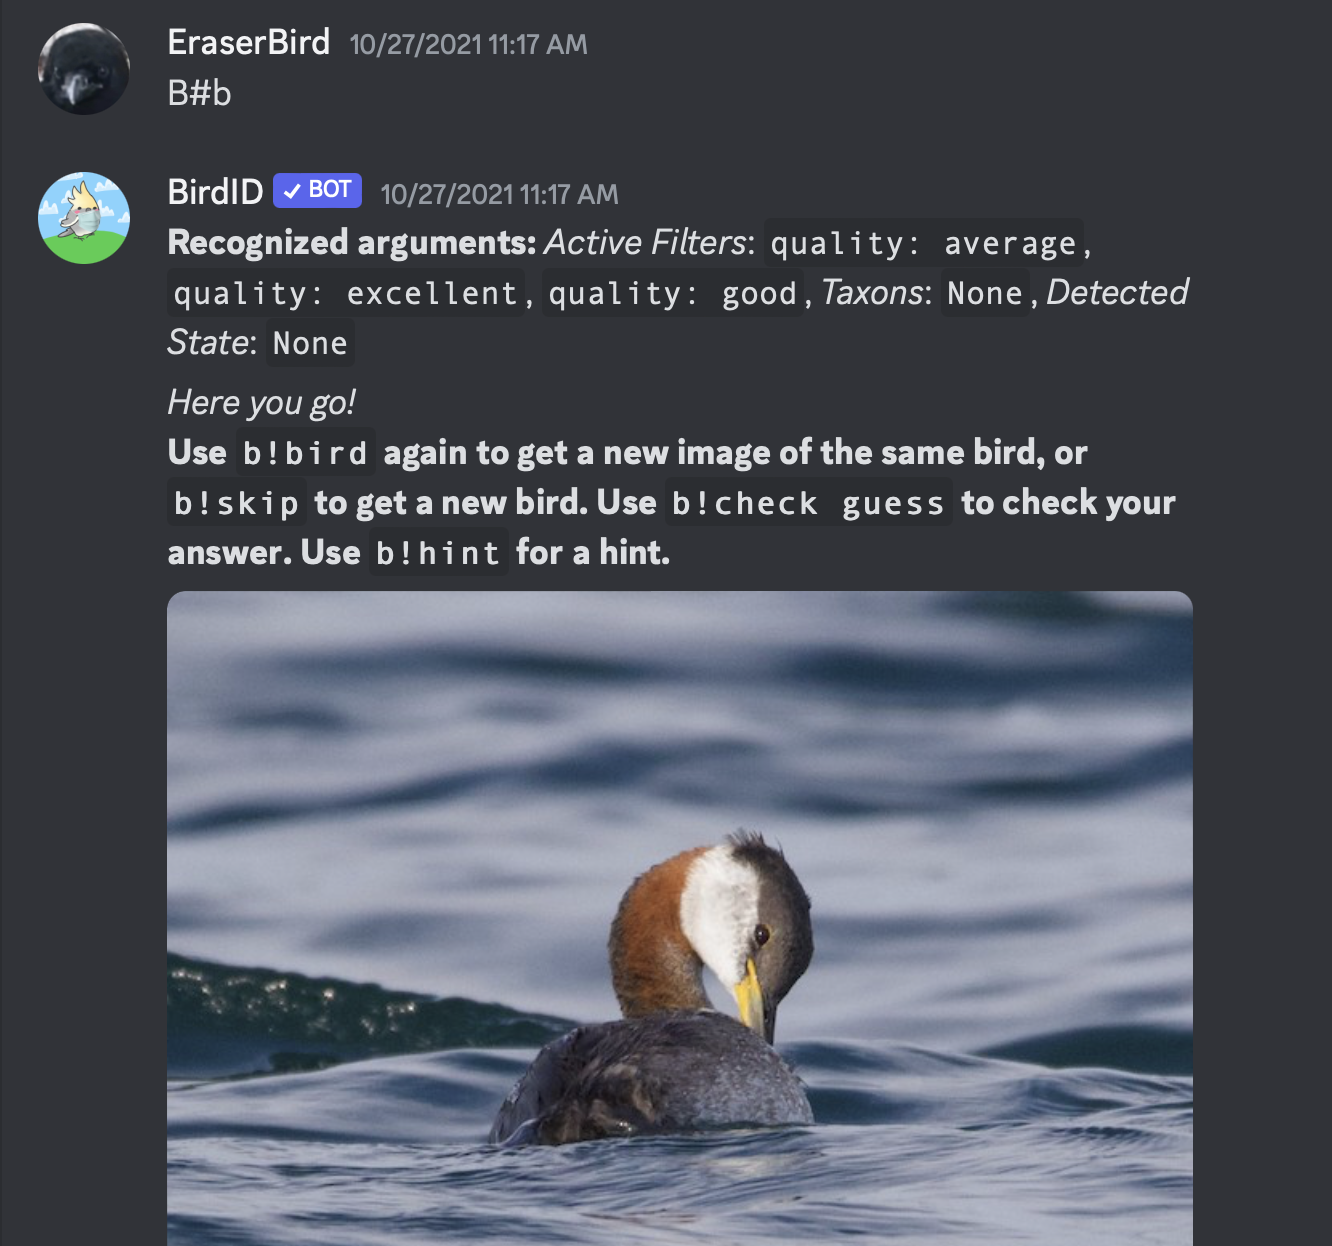 EraserBird 10/27/2021 11:17 AM
B#b
BirdID ✓ BOT 10/27/2021 11:17 AM
Recognized arguments: Active Filters: quality: average,
quality: excellent, quality: good, Taxons: None, Detected
State: None
Here you go!
Use b!bird again to get a new image of the same bird, or
b!skip to get a new bird. Use b!check guess to check your
answer. Use b!hint for a hint.